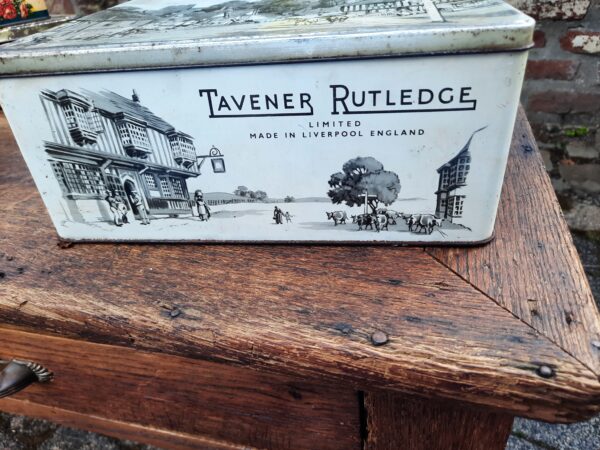 TAVENER RUTLEDGE
LIMITED
MADE IN LIVERPOOL ENGLAND